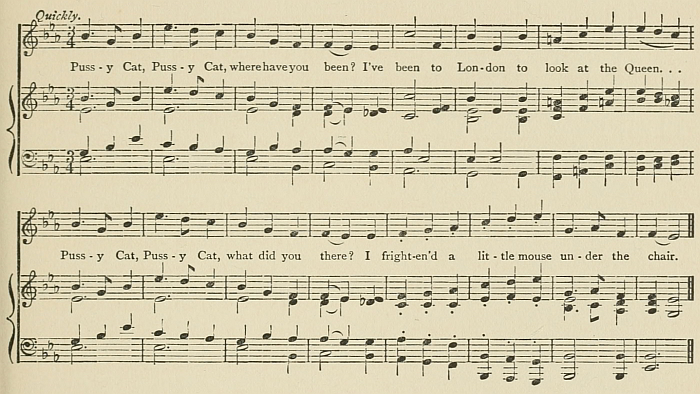 Quickly.
Puss - y Cat, Puss - y Cat, where have you been? I've been to Lon - don to look at the Queen. . .
Puss - y Cat, Puss - y Cat, what did you there? I fright-en'd a lit - tle mouse un - der the chair.